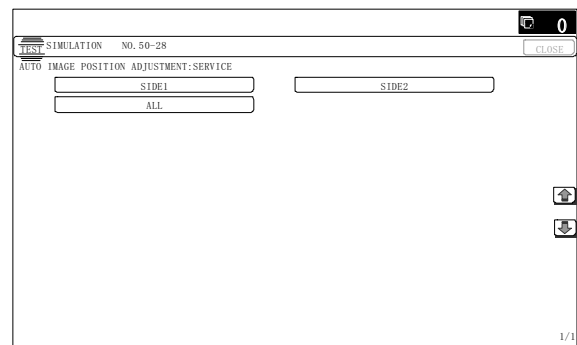 0
TEST SIMULATION NO.50-28 CLOSE
AUTO IMAGE POSITION ADJUSTMENT:SERVICE
SIDE1 SIDE2
ALL
1/1